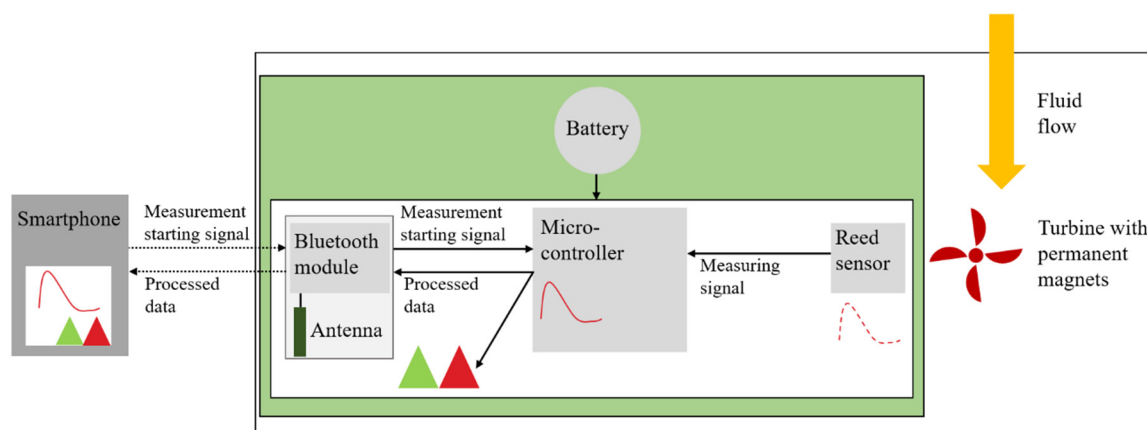 Fluid
flow
Battery
Smartphone
Measurement
starting signal
Processed
data
Bluetooth
module
Antenna
Measurement
starting signal
Processed
data
Micro-
controller
Measuring
signal
Reed
sensor
Turbine with
permanent
magnets